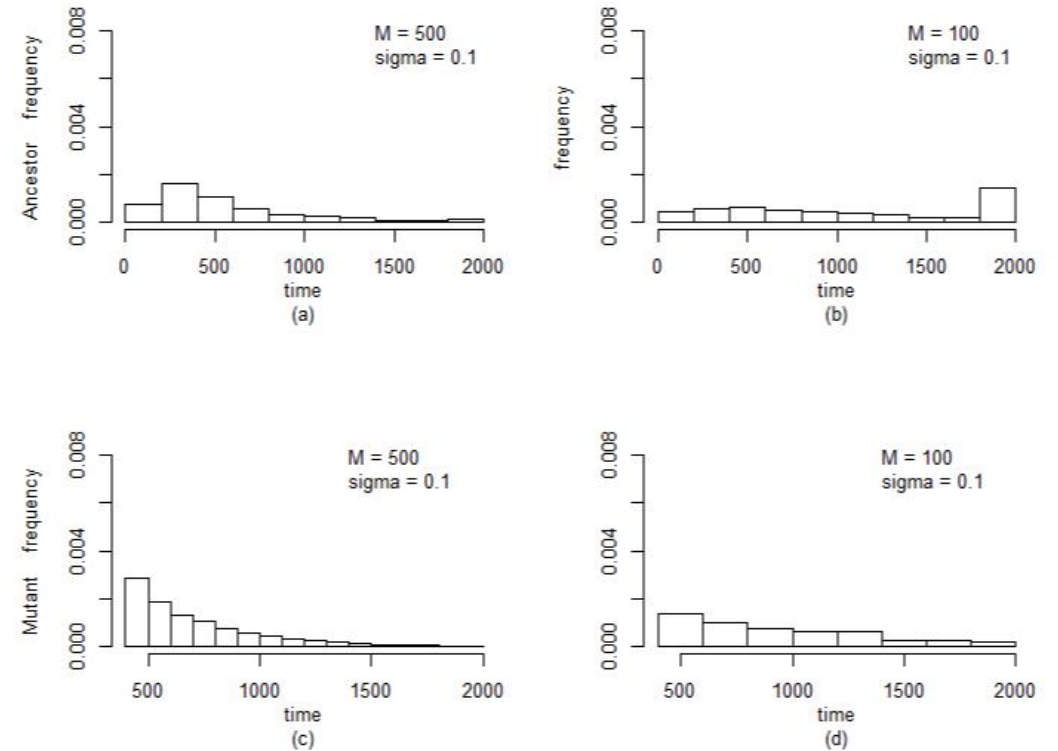 M = 500
sigma = 0.1
Ancestor frequency
0.000 0.004 0.008
0 500 1000 1500 2000
time
(a)
M = 100
sigma = 0.1
frequency
0.000 0.004 0.008
0 500 1000 1500 2000
time
(b)
M = 500
sigma = 0.1
Mutant frequency
0.000 0.004 0.008
500 1000 1500 2000
time
(c)
M = 100
sigma = 0.1
0.000 0.004 0.008
500 1000 1500 2000
time
(d)